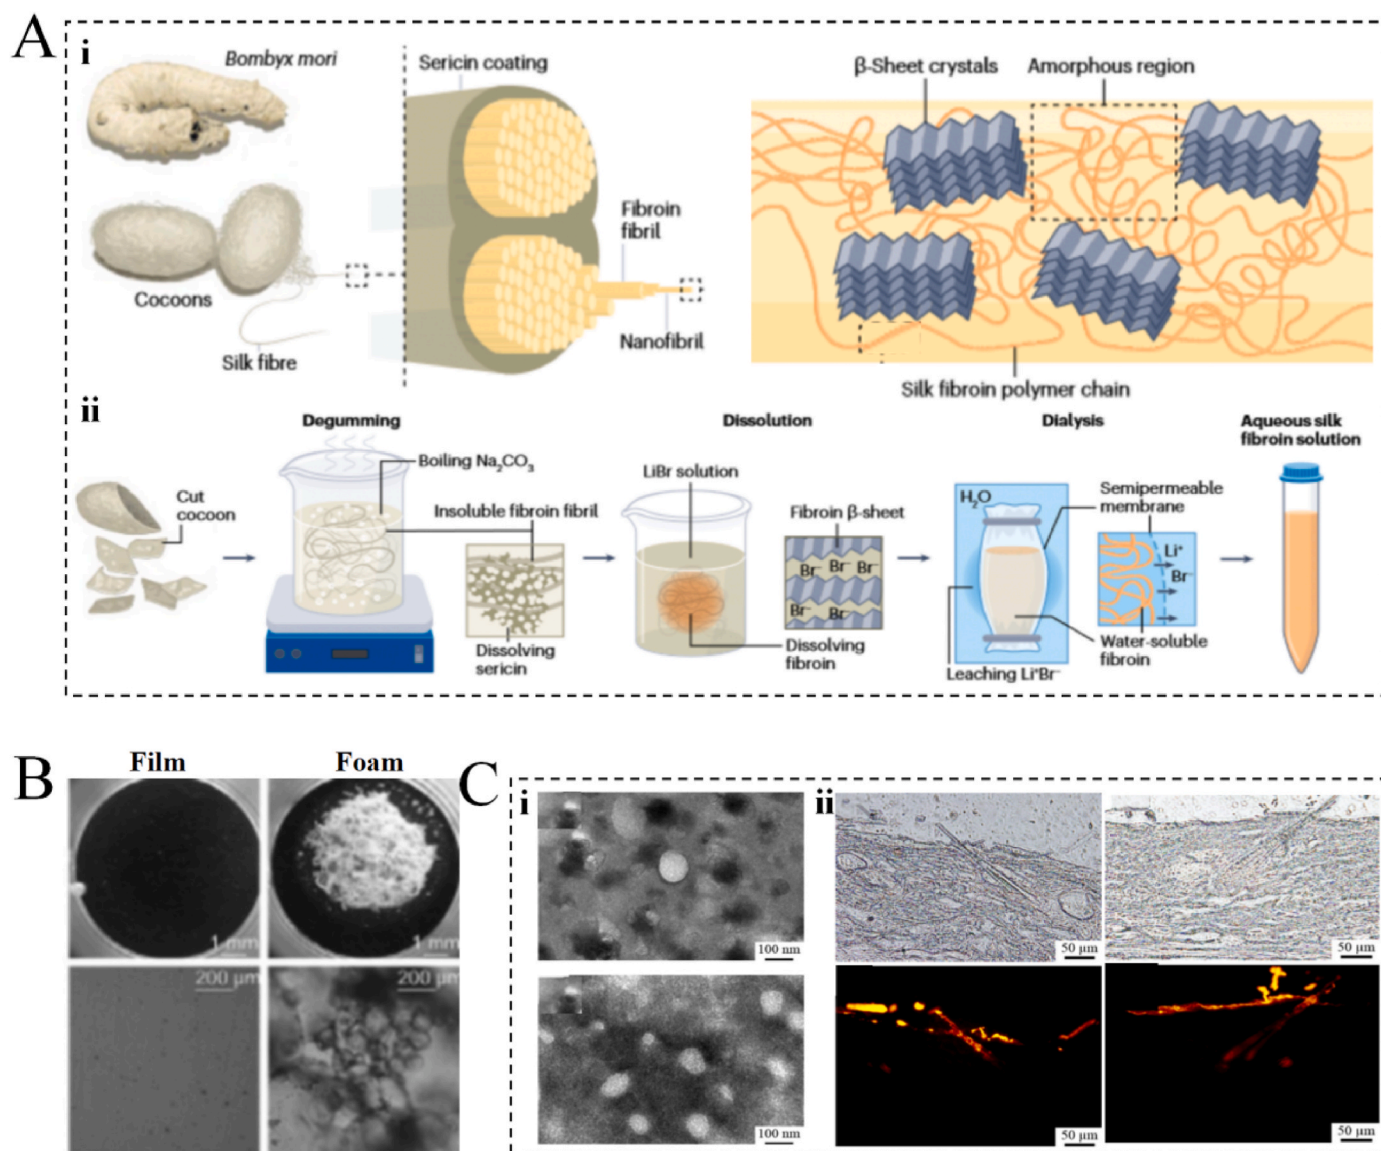 A
i
Bombyx mori
Cocoons
Silk fibre
Sericin coating
Fibroin
fibril
Nanofibril
β-Sheet crystals
Amorphous region
Silk fibroin polymer chain
ii
Cut
cocoon
Degumming
Boiling Na₂CO₃
Insoluble fibroin fibril
Dissolving
sericin
Dissolution
LiBr solution
Fibroin β-sheet
Br⁻ Br⁻ Br⁻
Br⁻ Br⁻
Dissolving
fibroin
Dialysis
H₂O
Semipermeable
membrane
Li⁺
Br⁻
Water-soluble
fibroin
Leaching Li⁺Br⁻
Aqueous silk
fibroin solution
B
Film
Foam
1 mm
1 mm
200 µm
200 µm
C
i
100 nm
100 nm
ii
50 µm
50 µm
50 µm
50 µm